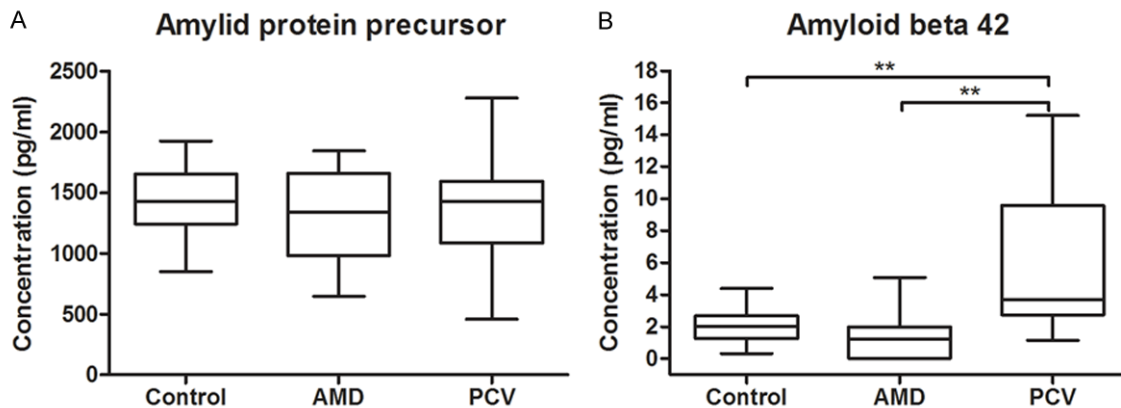 A
Amylid protein precursor
Concentration (pg/ml)
2500
2000
1500
1000
500
0
Control
AMD
PCV
B
Amyloid beta 42
Concentration (pg/ml)
18
16
14
12
10
8
6
4
2
0
**
**
Control
AMD
PCV